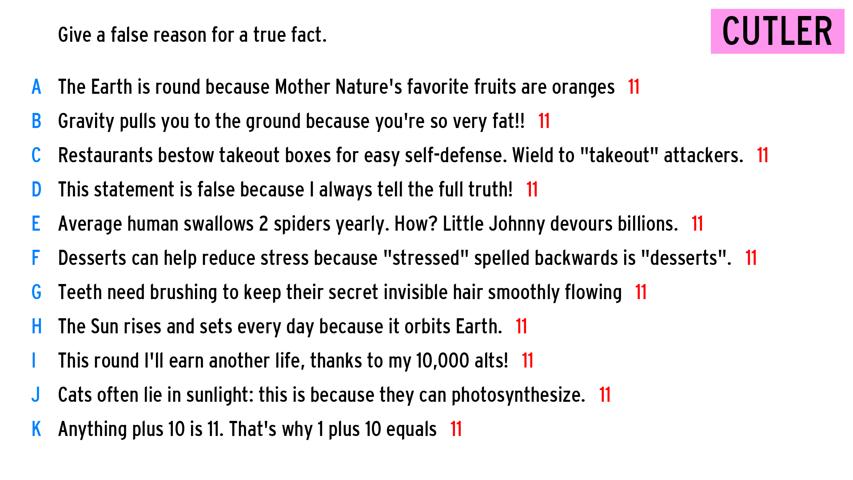 Give a false reason for a true fact.
CUTLER
A The Earth is round because Mother Nature's favorite fruits are oranges 11
B Gravity pulls you to the ground because you're so very fat!! 11
C Restaurants bestow takeout boxes for easy self-defense. Wield to "takeout" attackers. 11
D This statement is false because I always tell the full truth! 11
E Average human swallows 2 spiders yearly. How? Little Johnny devours billions. 11
F Desserts can help reduce stress because "stressed" spelled backwards is "desserts". 11
G Teeth need brushing to keep their secret invisible hair smoothly flowing 11
H The Sun rises and sets every day because it orbits Earth. 11
I This round I'll earn another life, thanks to my 10,000 alts! 11
J Cats often lie in sunlight: this is because they can photosynthesize. 11
K Anything plus 10 is 11. That's why 1 plus 10 equals 11